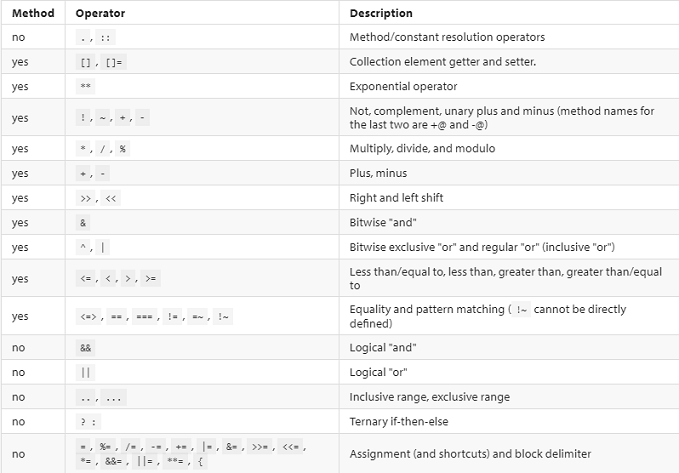 Method Operator Description
no . , :: Method/constant resolution operators
yes [] , []= Collection element getter and setter.
yes ** Exponential operator
yes ! , ~ , + , - Not, complement, unary plus and minus (method names for
the last two are +@ and -@)
yes * , / , % Multiply, divide, and modulo
yes + , - Plus, minus
yes >> , << Right and left shift
yes & Bitwise "and"
yes ^ , | Bitwise exclusive "or" and regular "or" (inclusive "or")
yes <= , < , > , >= Less than/equal to, less than, greater than, greater than/equal
to
yes <=> , == , === , != , =~ , !~ Equality and pattern matching ( !~ cannot be directly
defined)
no && Logical "and"
no || Logical "or"
no .. , ... Inclusive range, exclusive range
no ? : Ternary if-then-else
no = , %= , /= , -= , += , |= , &= , >>= , <<= ,
*= , &&= , ||= , **= , { Assignment (and shortcuts) and block delimiter